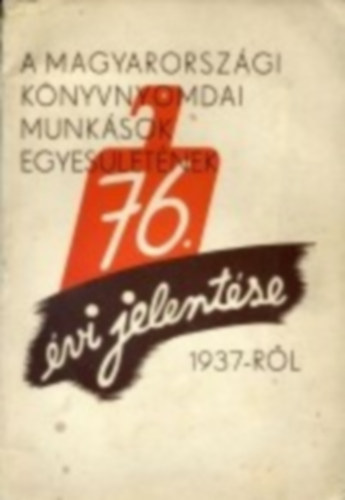 A MAGYARORSZÁGI
KÖNYVNYOMDAI
MUNKÁSOK
EGYESÜLETÉNEK
76.
évi jelentése
1937-RŐL